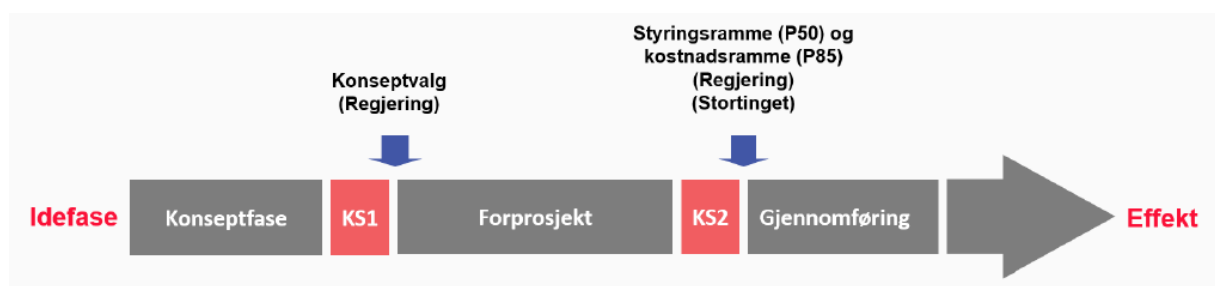 Styringsramme (P50) og
kostnadsramme (P85)
(Regjering)
(Stortinget)
Konseptvalg
(Regjering)
Idefase
Konseptfase
KS1
Forprosjekt
KS2
Gjennomføring
Effekt